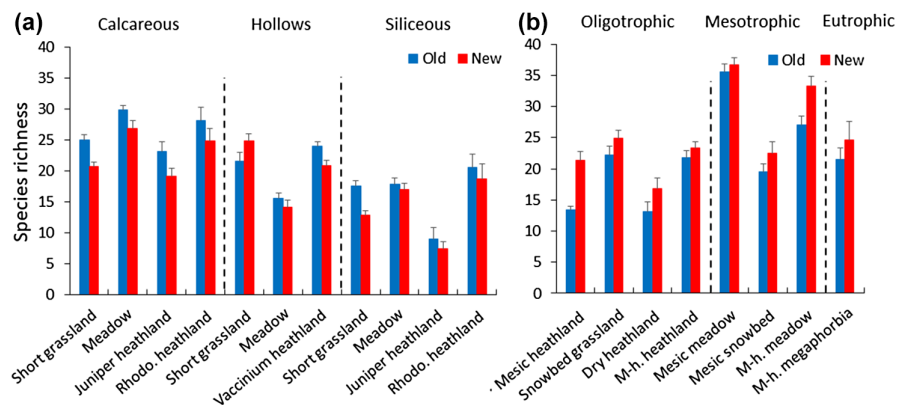 (a)
Calcareous Hollows Siliceous
Old New
Species richness
40
35
30
25
20
15
10
5
0
Short grassland
Meadow
Juniper heathland
Rhodo. heathland
Short grassland
Meadow
Vaccinium heathland
Short grassland
Meadow
Juniper heathland
Rhodo. heathland
(b)
Oligotrophic Mesotrophic Eutrophic
Old New
40
35
30
25
20
15
10
5
0
Mesic heathland
Snowbed grassland
Dry heathland
M-h. heathland
Mesic meadow
Mesic snowbed
M-h. meadow
M-h. megaphorbia